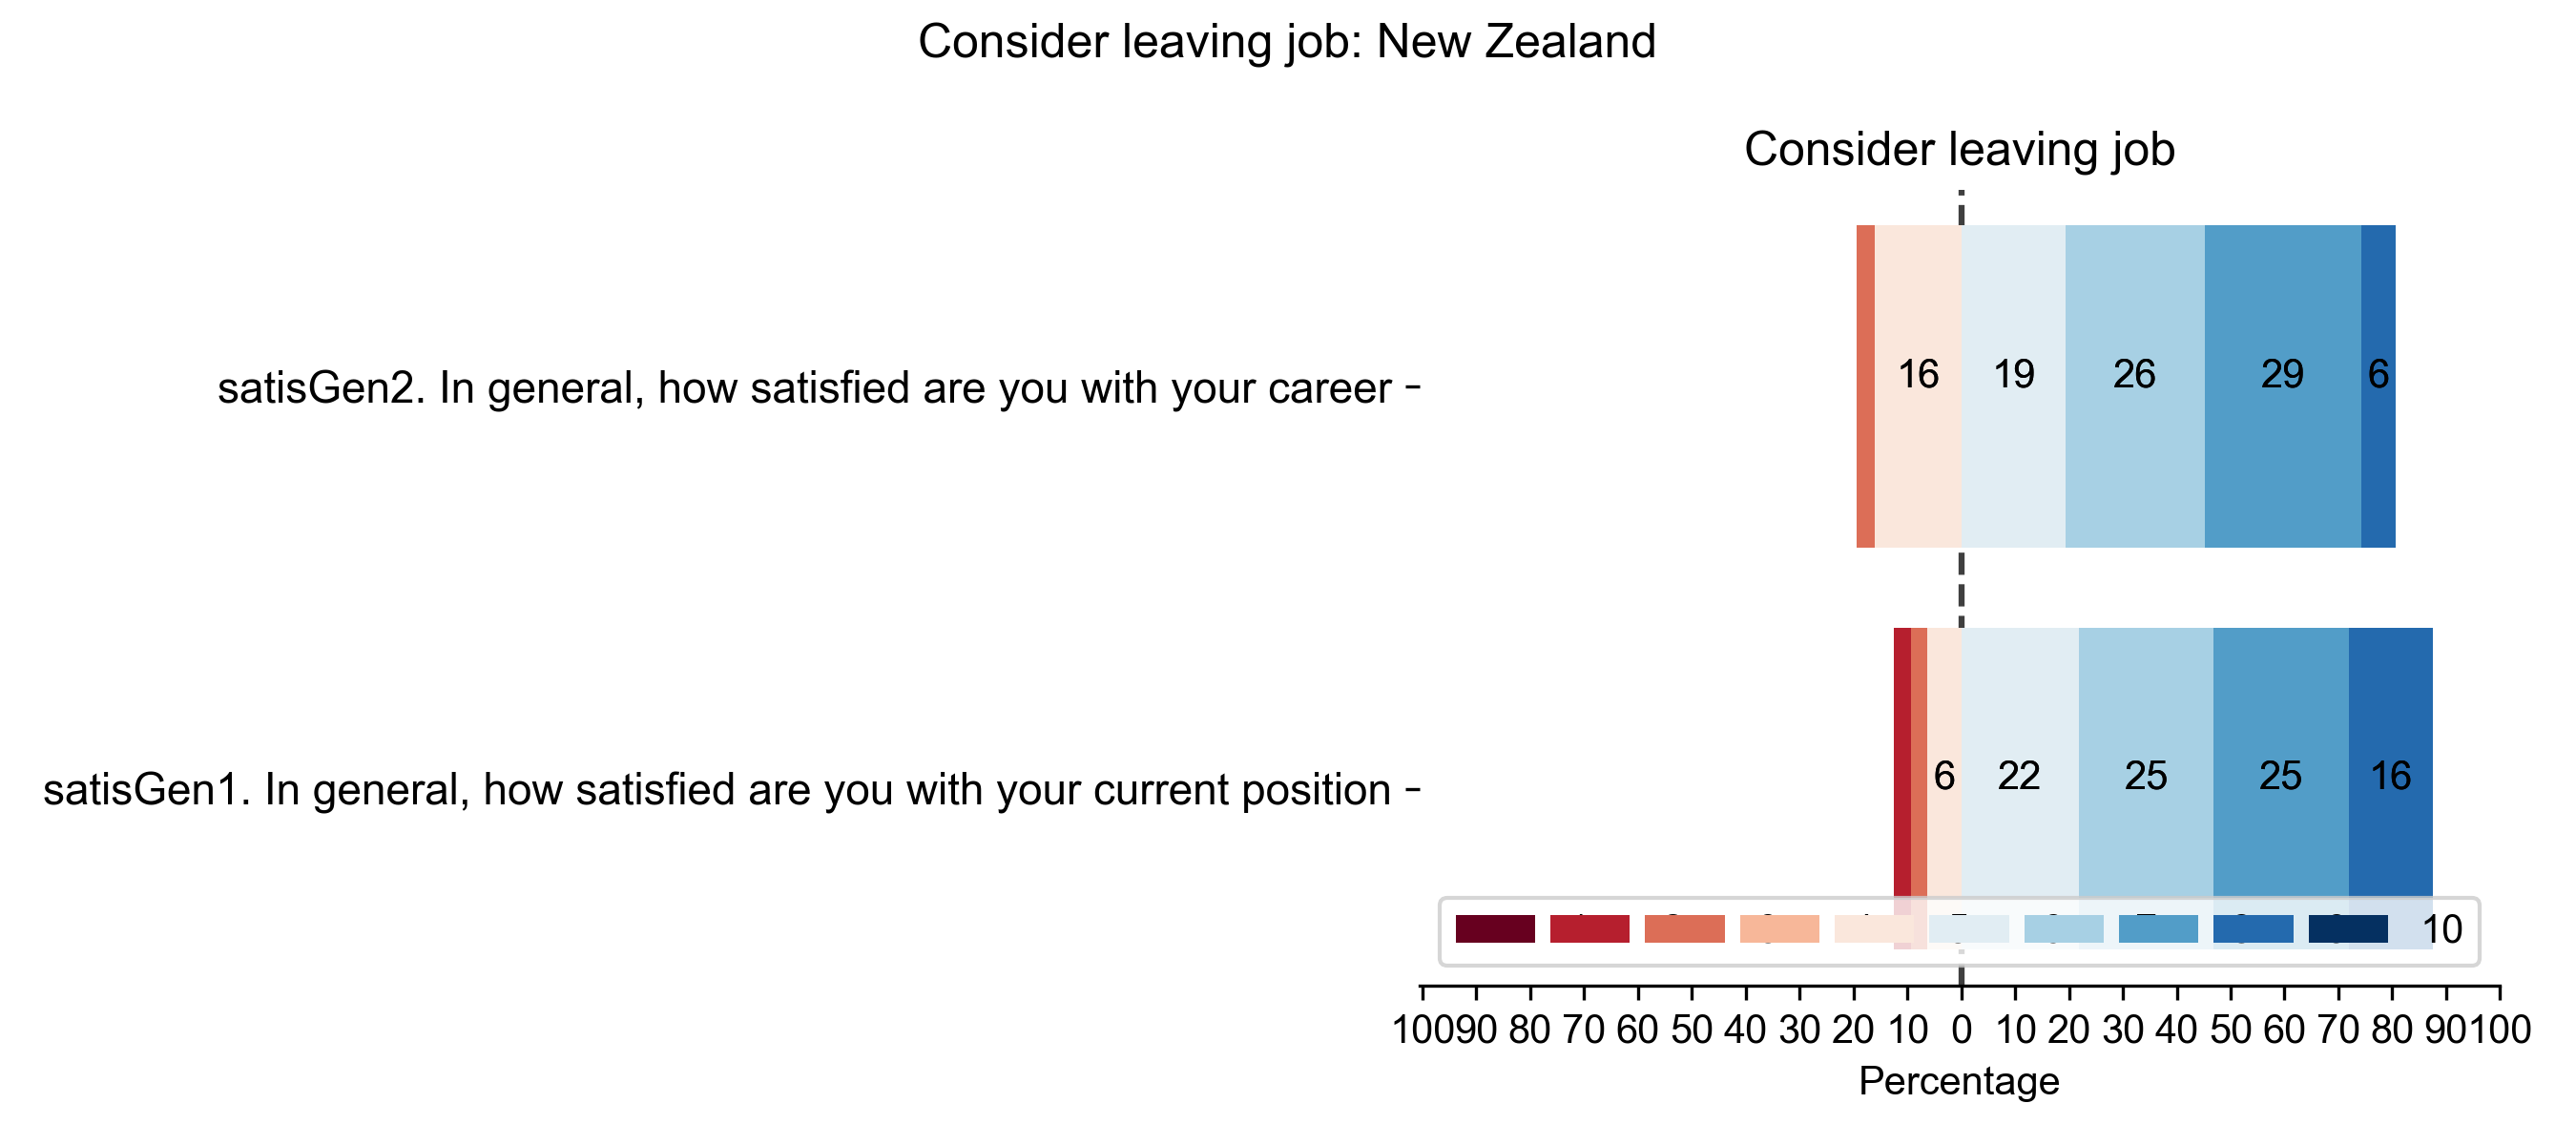 Consider leaving job: New Zealand
Consider leaving job
satisGen2. In general, how satisfied are you with your career
16 19 26 29 6
satisGen1. In general, how satisfied are you with your current position
6 22 25 25 16
10
100 90 80 70 60 50 40 30 20 10 0 10 20 30 40 50 60 70 80 90 100
Percentage